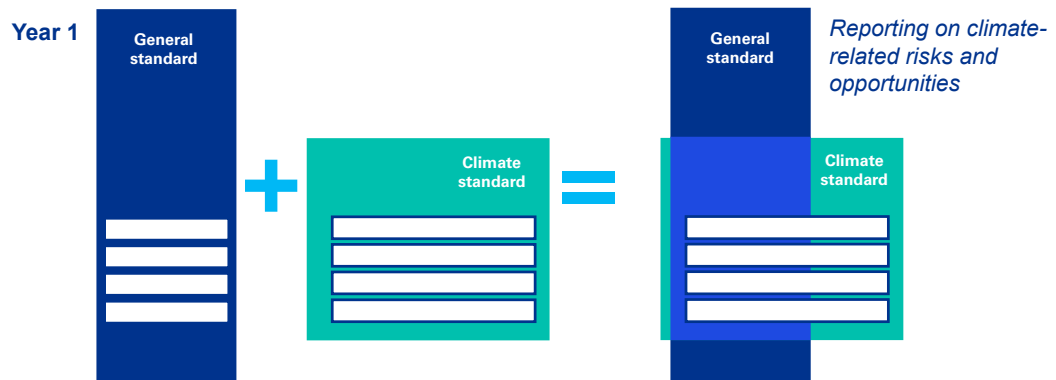 Year 1
General
standard
Climate
standard
General
standard
Climate
standard
Reporting on climate-
related risks and
opportunities